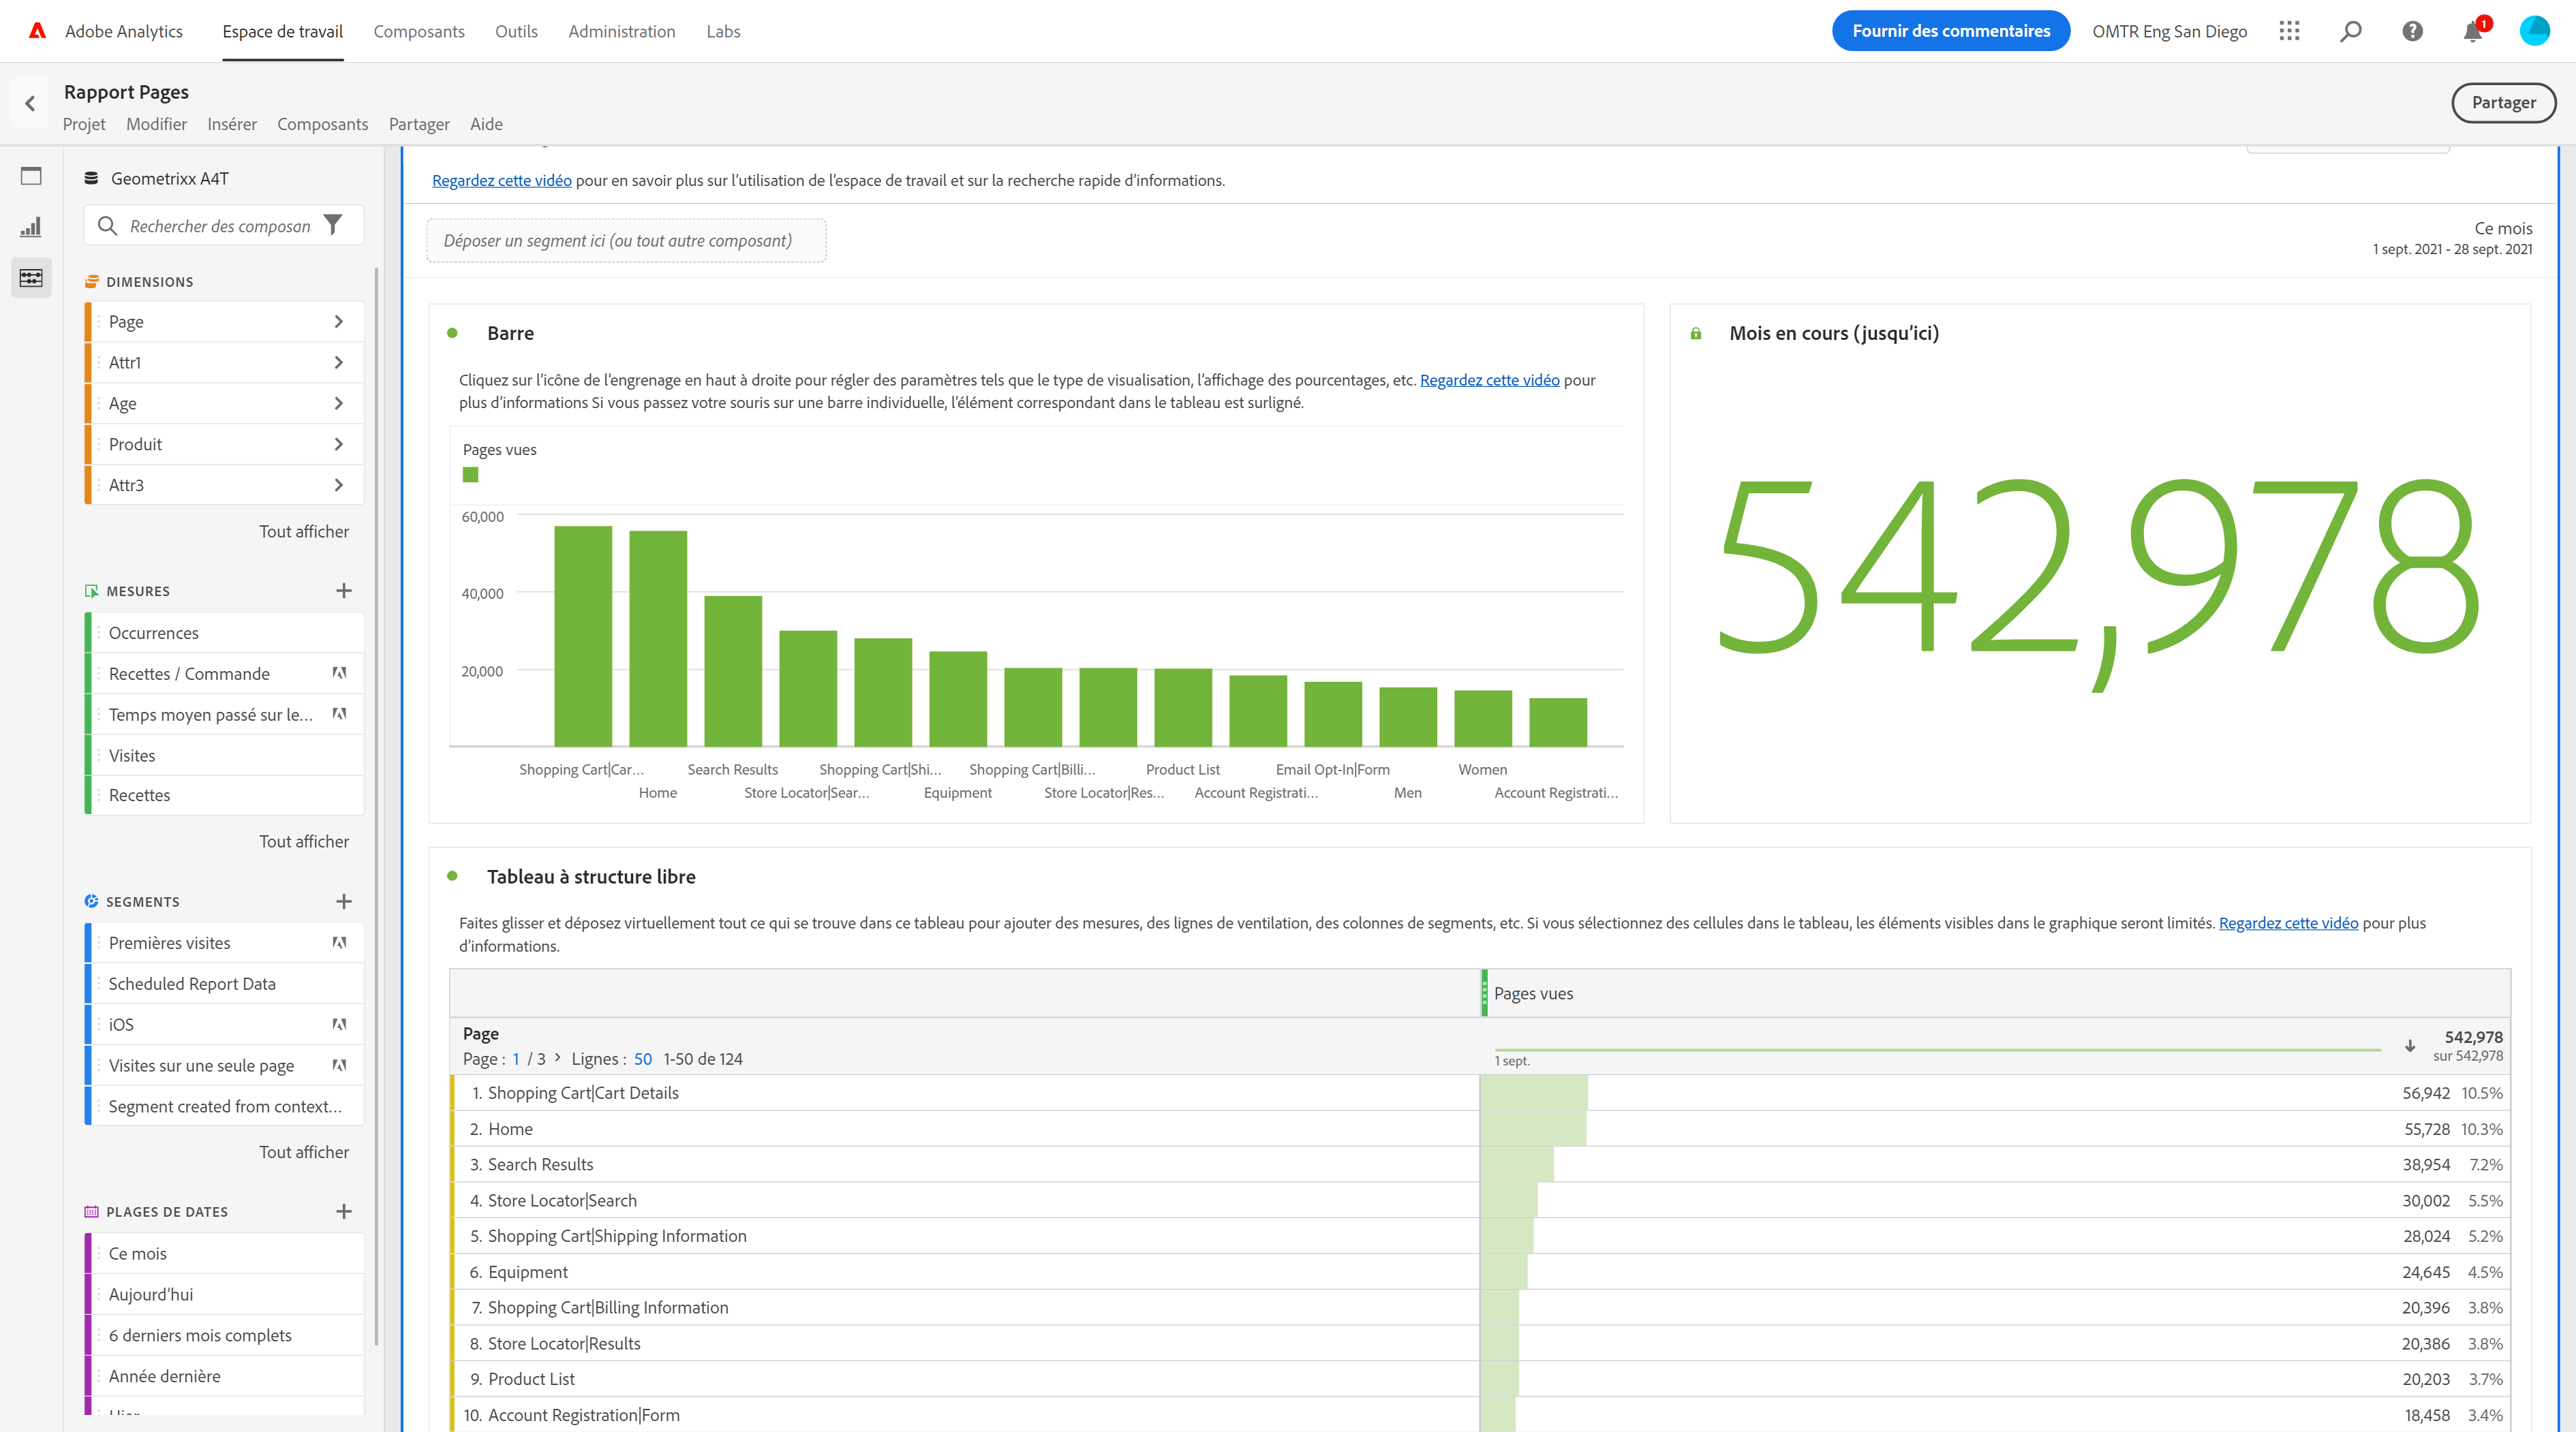 Adobe Analytics
Espace de travail
Composants
Outils
Administration
Labs
Fournir des commentaires
OMTR Eng San Diego
1
Rapport Pages
Projet
Modifier
Insérer
Composants
Partager
Aide
Partager
Geometrixx A4T
Rechercher des composan
DIMENSIONS
Page
Attr1
Age
Produit
Attr3
Tout afficher
MESURES
Occurrences
Recettes / Commande
Temps moyen passé sur le...
Visites
Recettes
Tout afficher
SEGMENTS
Premières visites
Scheduled Report Data
iOS
Visites sur une seule page
Segment created from context...
Tout afficher
PLAGES DE DATES
Ce mois
Aujourd’hui
6 derniers mois complets
Année dernière
Regardez cette vidéo pour en savoir plus sur l’utilisation de l’espace de travail et sur la recherche rapide d’informations.
Déposer un segment ici (ou tout autre composant)
Ce mois
1 sept. 2021 - 28 sept. 2021
Barre
Cliquez sur l’icône de l’engrenage en haut à droite pour régler des paramètres tels que le type de visualisation, l’affichage des pourcentages, etc. Regardez cette vidéo pour
plus d’informations Si vous passez votre souris sur une barre individuelle, l’élément correspondant dans le tableau est surligné.
Pages vues
60,000
40,000
20,000
Shopping Cart|Car...
Home
Search Results
Store Locator|Sear...
Shopping Cart|Shi...
Equipment
Shopping Cart|Billi...
Store Locator|Res...
Product List
Account Registrati...
Email Opt-In|Form
Men
Women
Account Registrati...
Mois en cours (jusqu’ici)
542,978
Tableau à structure libre
Faites glisser et déposez virtuellement tout ce qui se trouve dans ce tableau pour ajouter des mesures, des lignes de ventilation, des colonnes de segments, etc. Si vous sélectionnez des cellules dans le tableau, les éléments visibles dans le graphique seront limités. Regardez cette vidéo pour plus
d’informations.
Pages vues
Page
Page : 1 / 3 > Lignes : 50 1-50 de 124
1 sept.
542,978
sur 542,978
1. Shopping Cart|Cart Details 56,942 10.5%
2. Home 55,728 10.3%
3. Search Results 38,954 7.2%
4. Store Locator|Search 30,002 5.5%
5. Shopping Cart|Shipping Information 28,024 5.2%
6. Equipment 24,645 4.5%
7. Shopping Cart|Billing Information 20,396 3.8%
8. Store Locator|Results 20,386 3.8%
9. Product List 20,203 3.7%
10. Account Registration|Form 18,458 3.4%